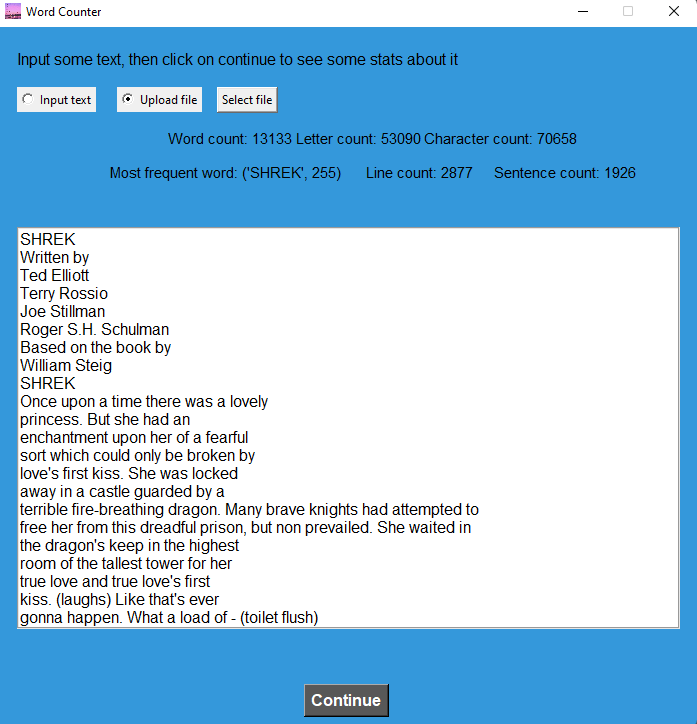 Word Counter
Input some text, then click on continue to see some stats about it
Input text Upload file Select file
Word count: 13133 Letter count: 53090 Character count: 70658
Most frequent word: ('SHREK', 255) Line count: 2877 Sentence count: 1926
SHREK
Written by
Ted Elliott
Terry Rossio
Joe Stillman
Roger S.H. Schulman
Based on the book by
William Steig
SHREK
Once upon a time there was a lovely
princess. But she had an
enchantment upon her of a fearful
sort which could only be broken by
love's first kiss. She was locked
away in a castle guarded by a
terrible fire-breathing dragon. Many brave knights had attempted to
free her from this dreadful prison, but non prevailed. She waited in
the dragon's keep in the highest
room of the tallest tower for her
true love and true love's first
kiss. (laughs) Like that's ever
gonna happen. What a load of - (toilet flush)
Continue